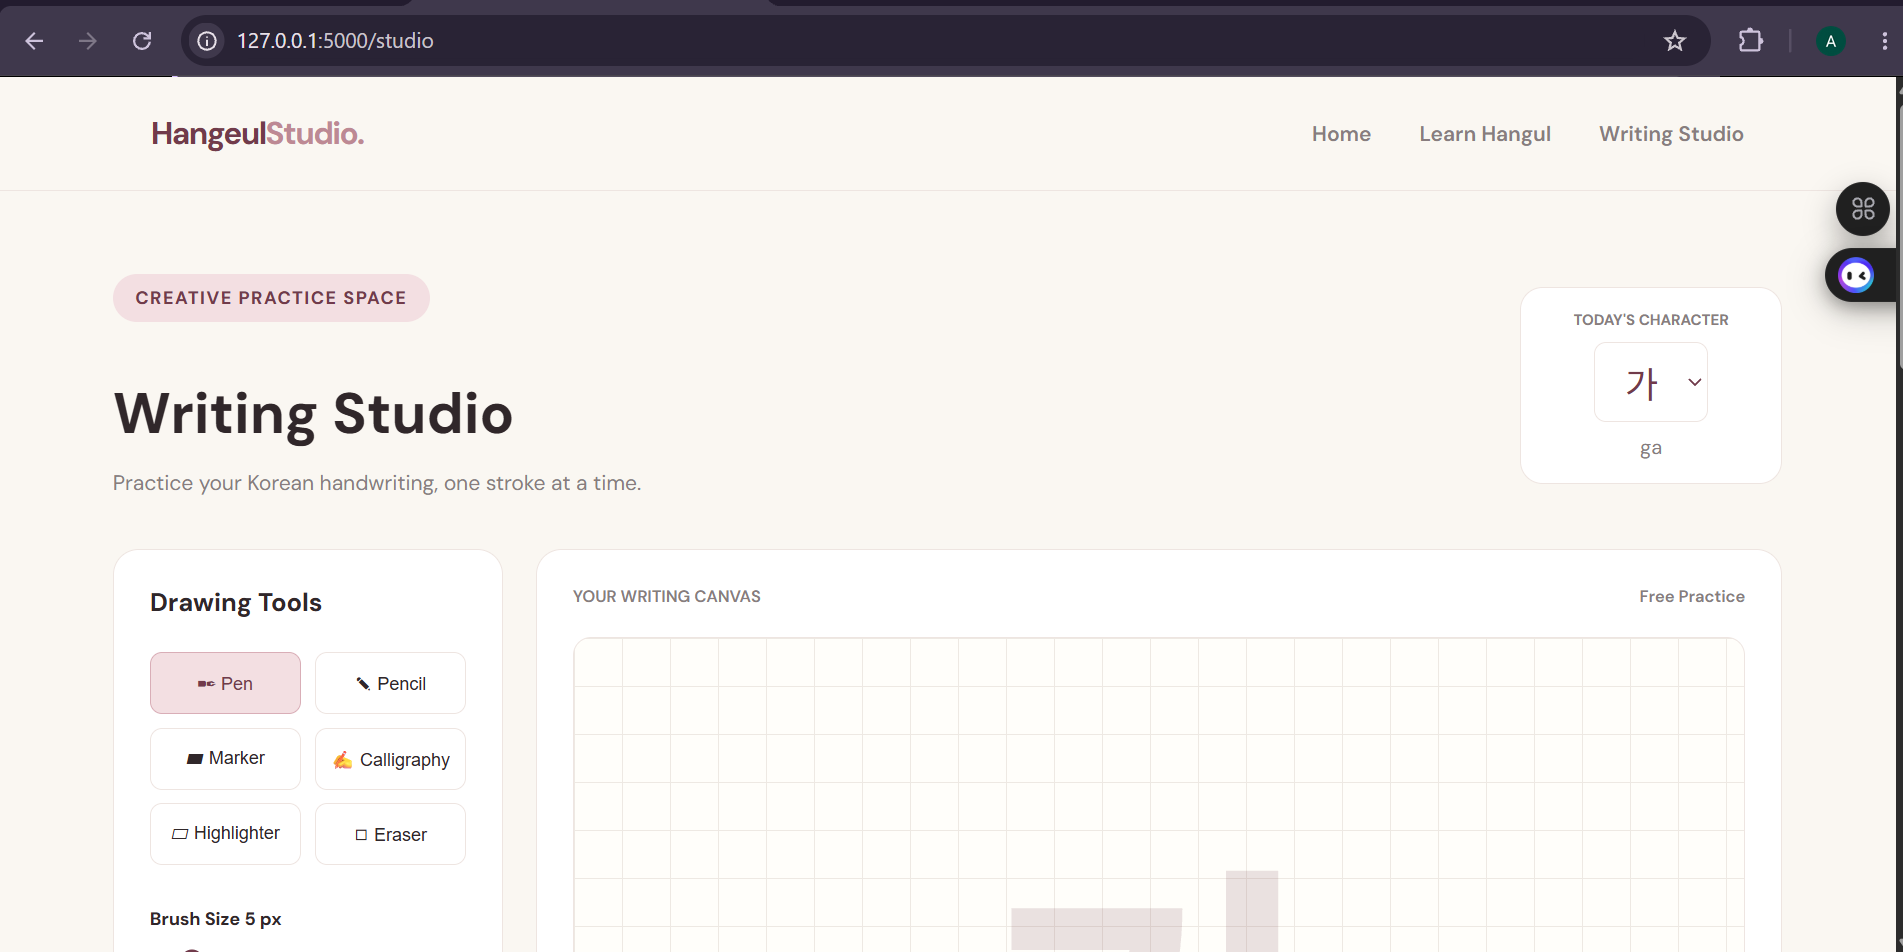 127.0.0.1:5000/studio
A
HangeulStudio.
Home Learn Hangul Writing Studio
CREATIVE PRACTICE SPACE
TODAY'S CHARACTER
가
ga
Writing Studio
Practice your Korean handwriting, one stroke at a time.
Drawing Tools
Pen Pencil
Marker Calligraphy
Highlighter Eraser
Brush Size 5 px
YOUR WRITING CANVAS Free Practice